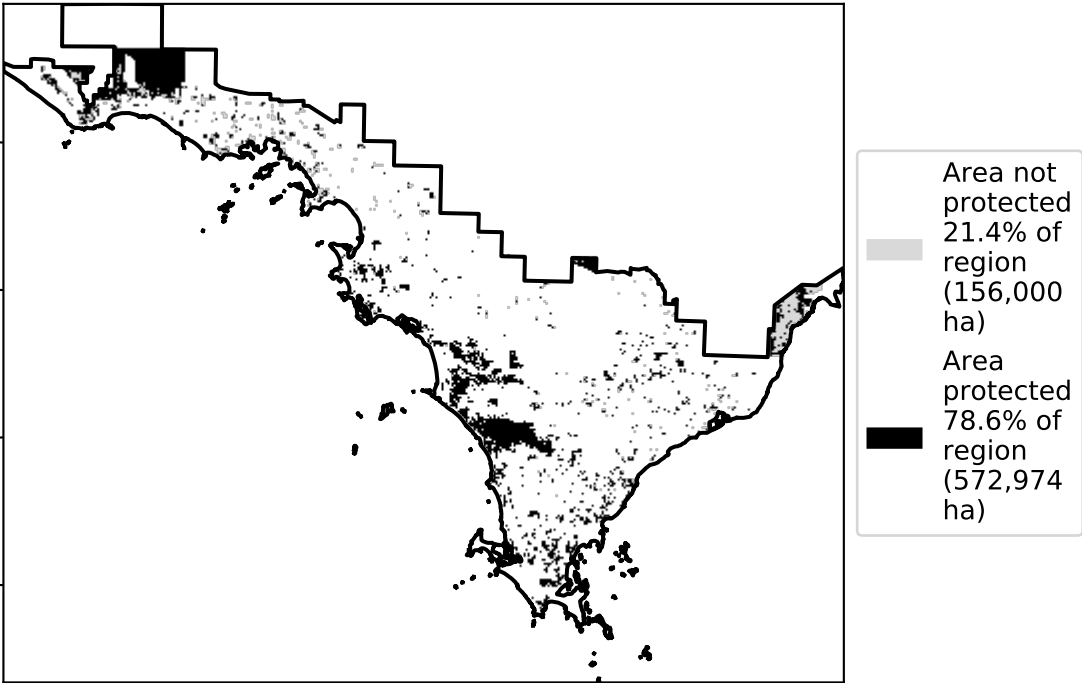 Area not
protected
21.4% of
region
(156,000
ha)
Area
protected
78.6% of
region
(572,974
ha)